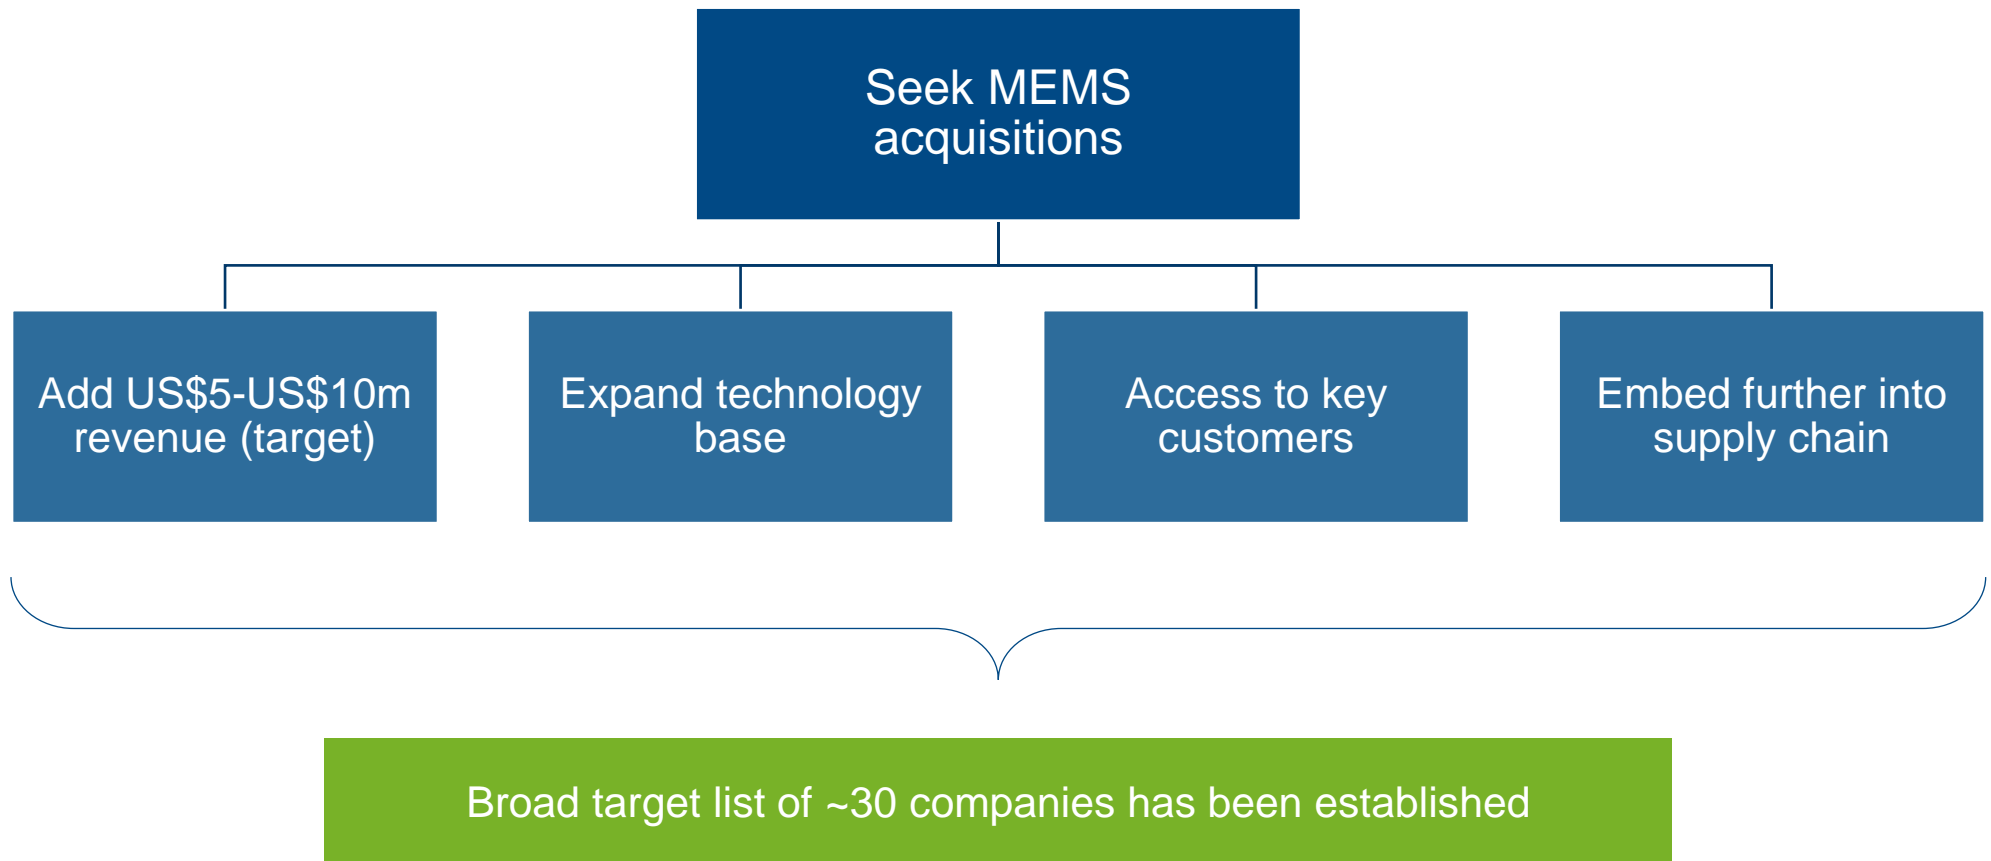 Seek MEMS
acquisitions
Add US$5-US$10m
revenue (target)
Expand technology
base
Access to key
customers
Embed further into
supply chain
Broad target list of ~30 companies has been established